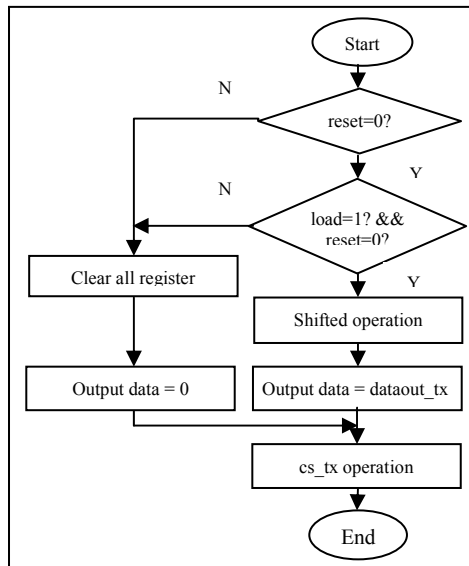 Start
N
reset=0?
Y
N
load=1? &&
reset=0?
Clear all register
Y
Shifted operation
Output data = 0
Output data = dataout_tx
cs_tx operation
End